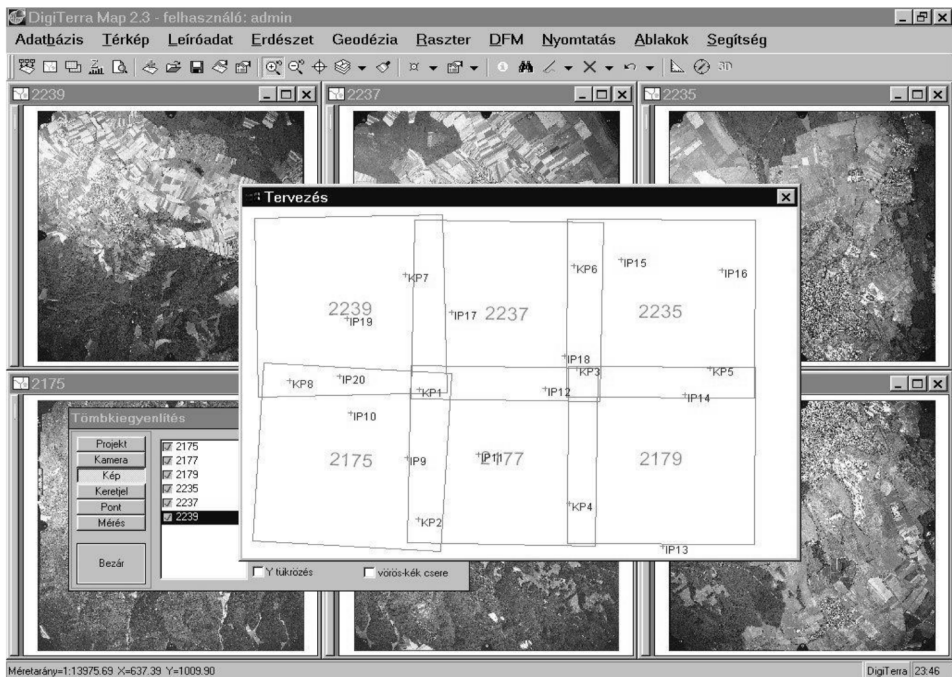 DigiTerra Map 2.3 - felhasználó: admin
Adatbázis Térkép Leíróadat Erdészet Geodézia Raszter DFM Nyomtatás Ablakok Segítség
3D
2239
2237
2235
Tervezés
KP7
KP6
IP15
IP16
2239
IP19
IP17
2237
2235
IP18
KP8
IP20
KP1
IP12
KP3
KP5
IP14
IP10
2175
IP9
IP11
2177
2179
KP2
KP4
IP13
2175
Tömbkiegyenlítés
Projekt
Kamera
Kép
Keretjel
Pont
Mérés
Bezár
2175
2177
2179
2235
2237
2239
Y tükrözés
vörös-kék csere
Méretarány=1:13975.69 X=637.39 Y=1009.90
DigiTerra 23:46